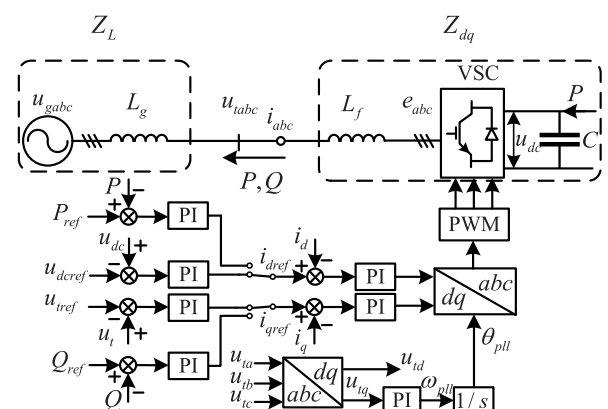 Z_L Z_dq
VSC
u_gabc L_g u_tabc i_abc L_f e_abc u_dc P C
P, Q
P PWM
P_ref PI
u_dc i_dref i_d
u_dcref PI PI abc
u_tref PI PI dq
u_t i_qref i_q θ_pll
Q_ref PI u_ta dq u_td
u_tb u_tq ω_pll
Q u_tc abc PI 1/s